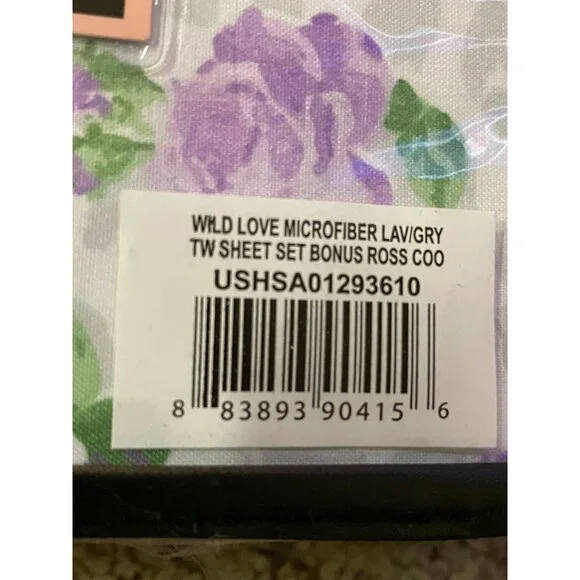 WILD LOVE MICROFIBER LAV/GRY
TW SHEET SET BONUS ROSS COO
USHSA01293610
8 83893 90415 6